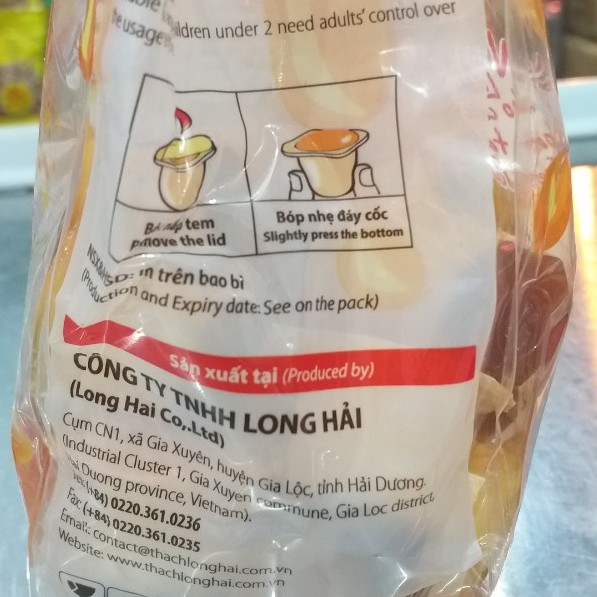 ildren under 2 need adults' control over
the usage
tem
Bóp nhẹ đáy cốc
the lid
Slightly press the bottom
in trên bao bì
(Production and Expiry date: See on the pack)
Sản xuất tại (Produced by)
CÔNG TY TNHH LONG HẢI
(Long Hai Co.,Ltd)
Cụm CN1, xã Gia Xuyên, huyện Gia Lộc, tỉnh Hải Dương.
(Industrial Cluster 1, Gia Xuyen commune, Gia Loc district,
Duong province, Vietnam).
(+84) 0220.361.0236
Fax: (+84) 0220.361.0235
Email: contact@thachlonghai.com.vn
Website: www.thachlonghai.com.vn